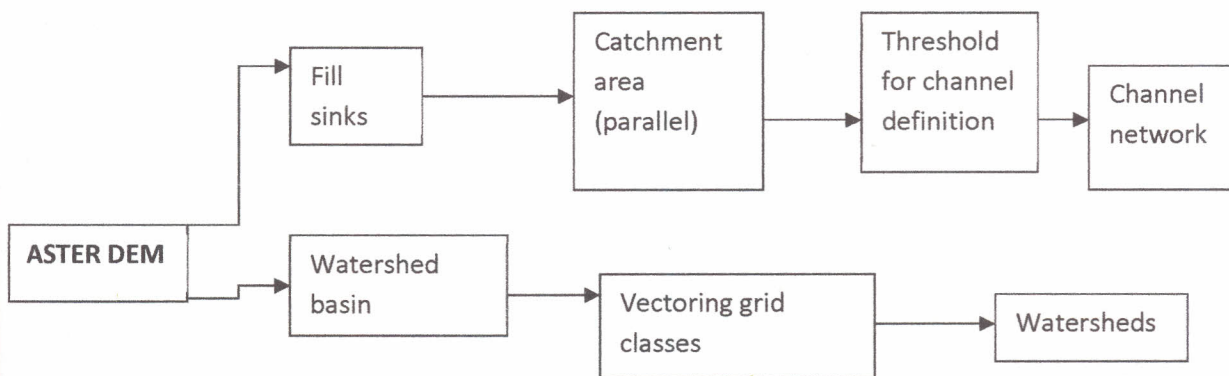 Fill
sinks
Catchment
area
(parallel)
Threshold
for channel
definition
Channel
network
ASTER DEM
Watershed
basin
Vectoring grid
classes
Watersheds